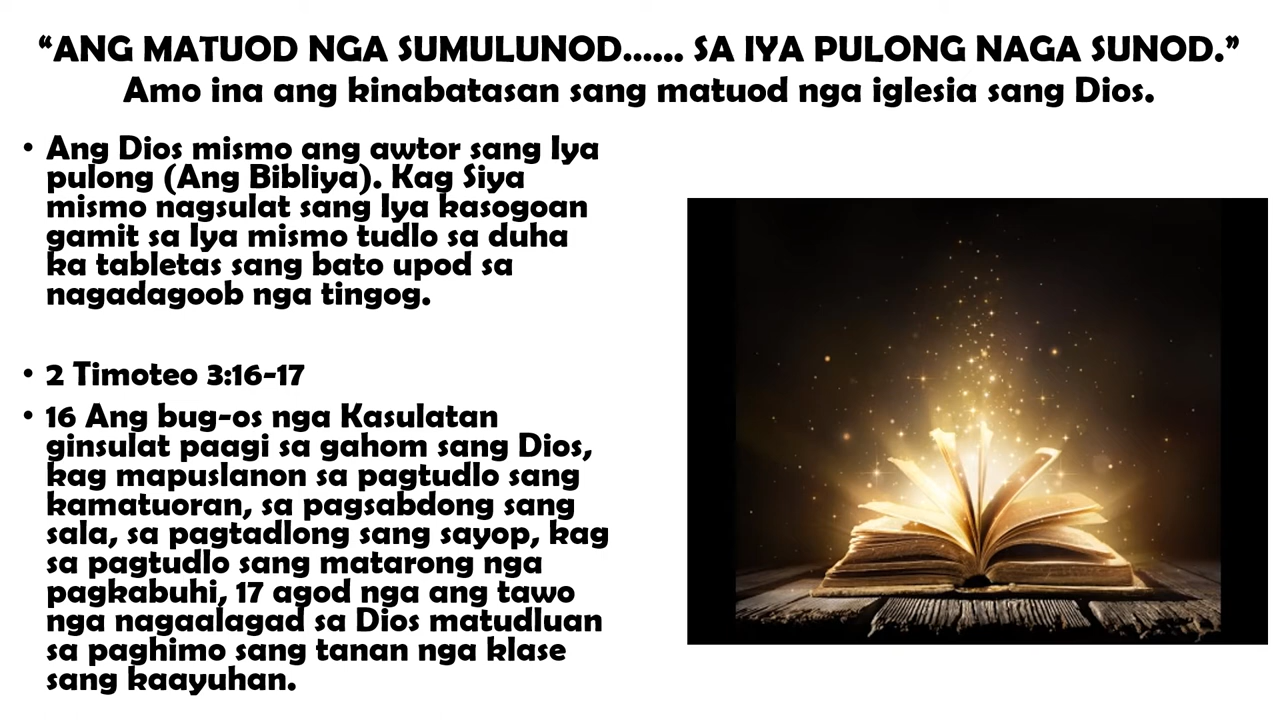 “ANG MATUOD NGA SUMULUNOD...... SA IYA PULONG NAGA SUNOD.”
Amo ina ang kinabatasan sang matuod nga iglesia sang Dios.
• Ang Dios mismo ang awtor sang Iya
pulong (Ang Bibliya). Kag Siya
mismo nagsulat sang Iya kasogoan
gamit sa Iya mismo tudlo sa duha
ka tabletas sang bato upod sa
nagadagoob nga tingog.
• 2 Timoteo 3:16-17
• 16 Ang bug-os nga Kasulatan
ginsulat paagi sa gahom sang Dios,
kag mapuslanon sa pagtudlo sang
kamatuoran, sa pagsabdong sang
sala, sa pagtadlong sang sayop, kag
sa pagtudlo sang matarong nga
pagkabuhi, 17 agod nga ang tawo
nga nagaalagad sa Dios matudluan
sa paghimo sang tanan nga klase
sang kaayuhan.